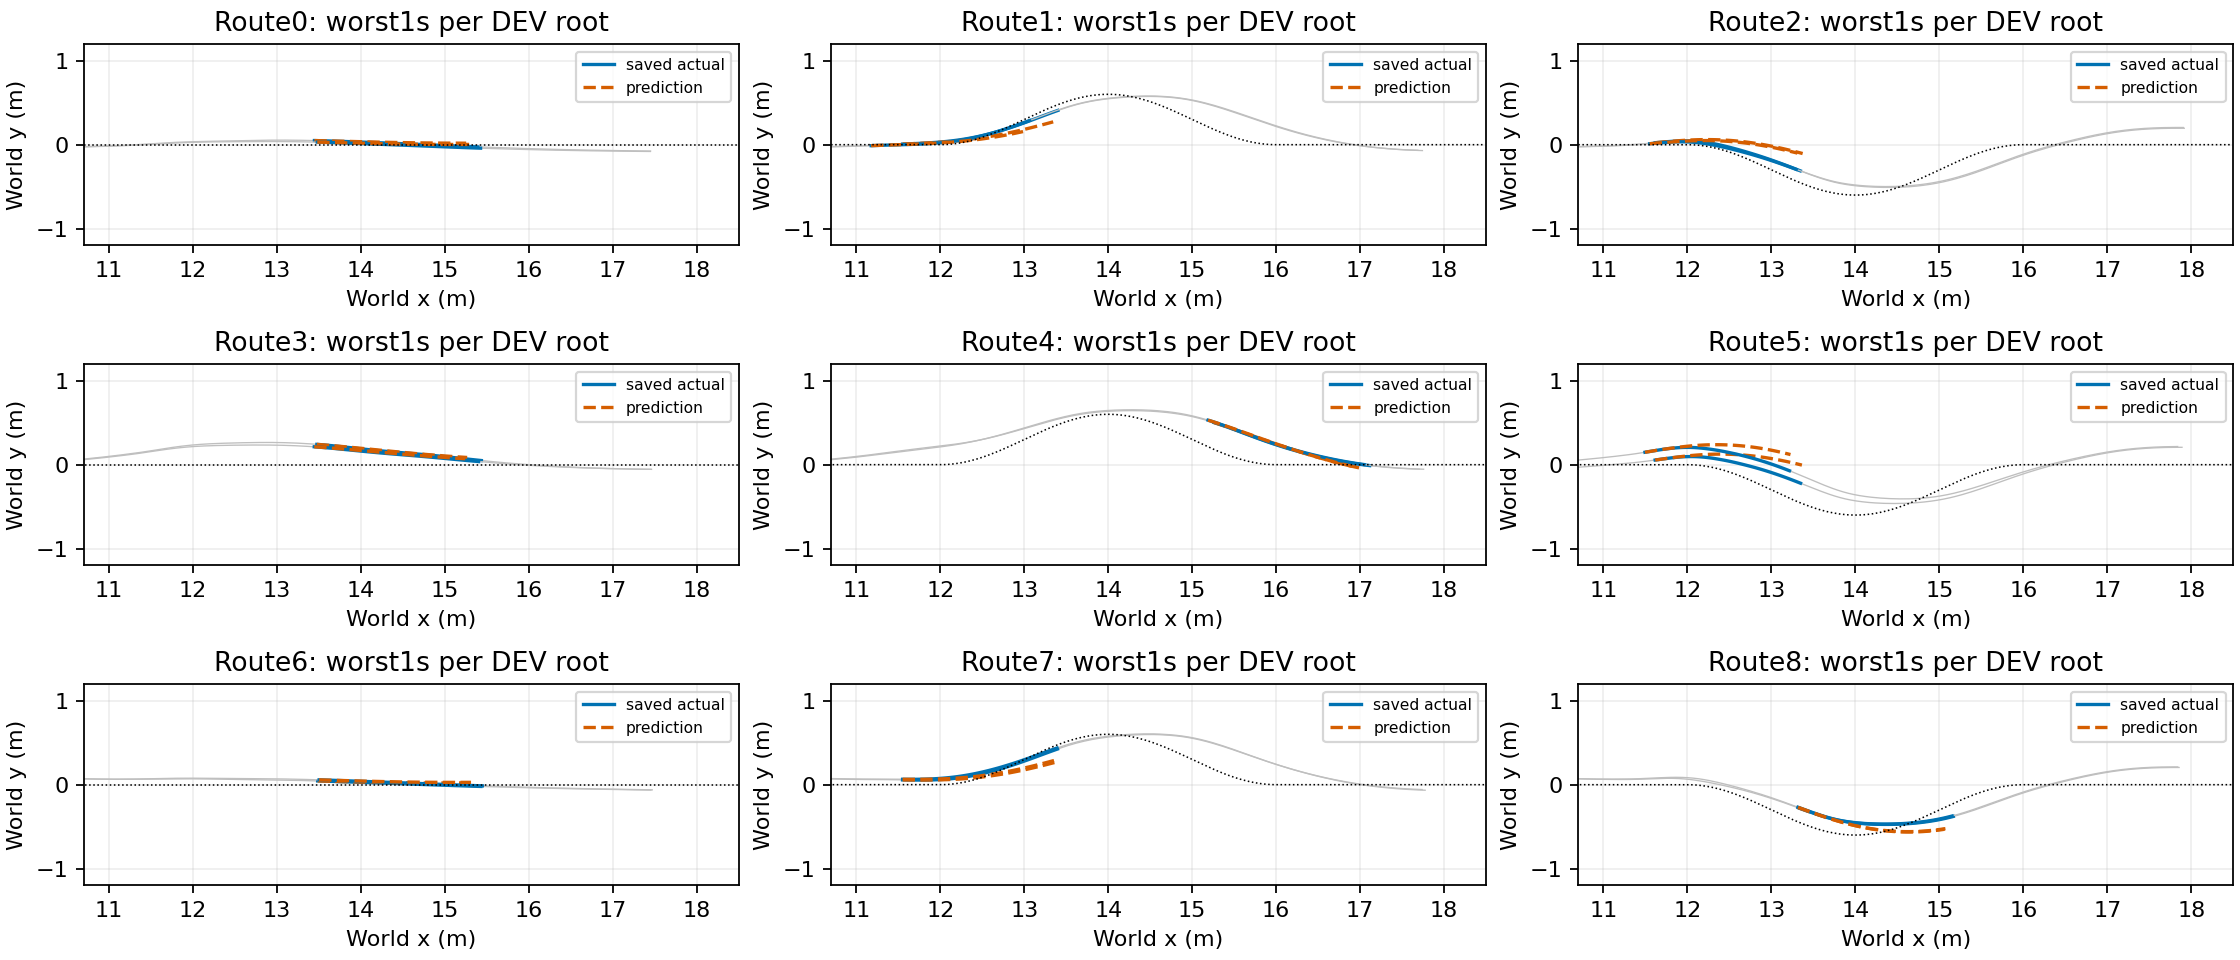 Route0: worst1s per DEV root
World y (m)
1
0
−1
saved actual
prediction
11 12 13 14 15 16 17 18
World x (m)
Route1: worst1s per DEV root
World y (m)
1
0
−1
saved actual
prediction
11 12 13 14 15 16 17 18
World x (m)
Route2: worst1s per DEV root
World y (m)
1
0
−1
saved actual
prediction
11 12 13 14 15 16 17 18
World x (m)
Route3: worst1s per DEV root
World y (m)
1
0
−1
saved actual
prediction
11 12 13 14 15 16 17 18
World x (m)
Route4: worst1s per DEV root
World y (m)
1
0
−1
saved actual
prediction
11 12 13 14 15 16 17 18
World x (m)
Route5: worst1s per DEV root
World y (m)
1
0
−1
saved actual
prediction
11 12 13 14 15 16 17 18
World x (m)
Route6: worst1s per DEV root
World y (m)
1
0
−1
saved actual
prediction
11 12 13 14 15 16 17 18
World x (m)
Route7: worst1s per DEV root
World y (m)
1
0
−1
saved actual
prediction
11 12 13 14 15 16 17 18
World x (m)
Route8: worst1s per DEV root
World y (m)
1
0
−1
saved actual
prediction
11 12 13 14 15 16 17 18
World x (m)